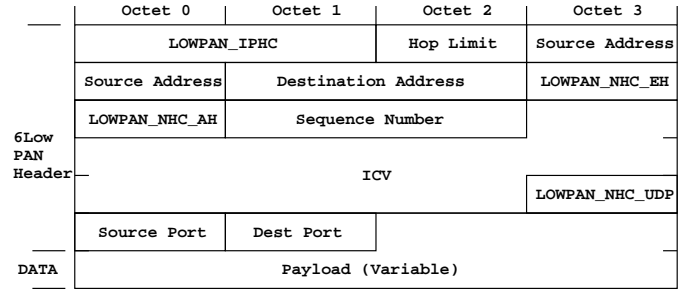 Octet 0 Octet 1 Octet 2 Octet 3
LOWPAN_IPHC Hop Limit Source Address
Source Address Destination Address LOWPAN_NHC_EH
LOWPAN_NHC_AH Sequence Number
6Low
PAN
Header
ICV
LOWPAN_NHC_UDP
Source Port Dest Port
DATA Payload (Variable)